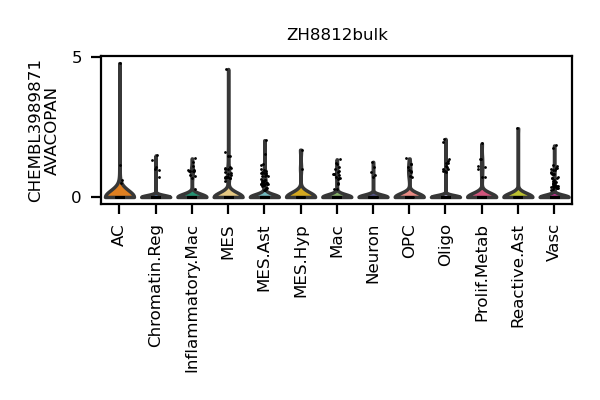 ZH8812bulk
CHEMBL3989871
AVACOPAN
5
0
AC
Chromatin.Reg
Inflammatory.Mac
MES
MES.Ast
MES.Hyp
Mac
Neuron
OPC
Oligo
Prolif.Metab
Reactive.Ast
Vasc